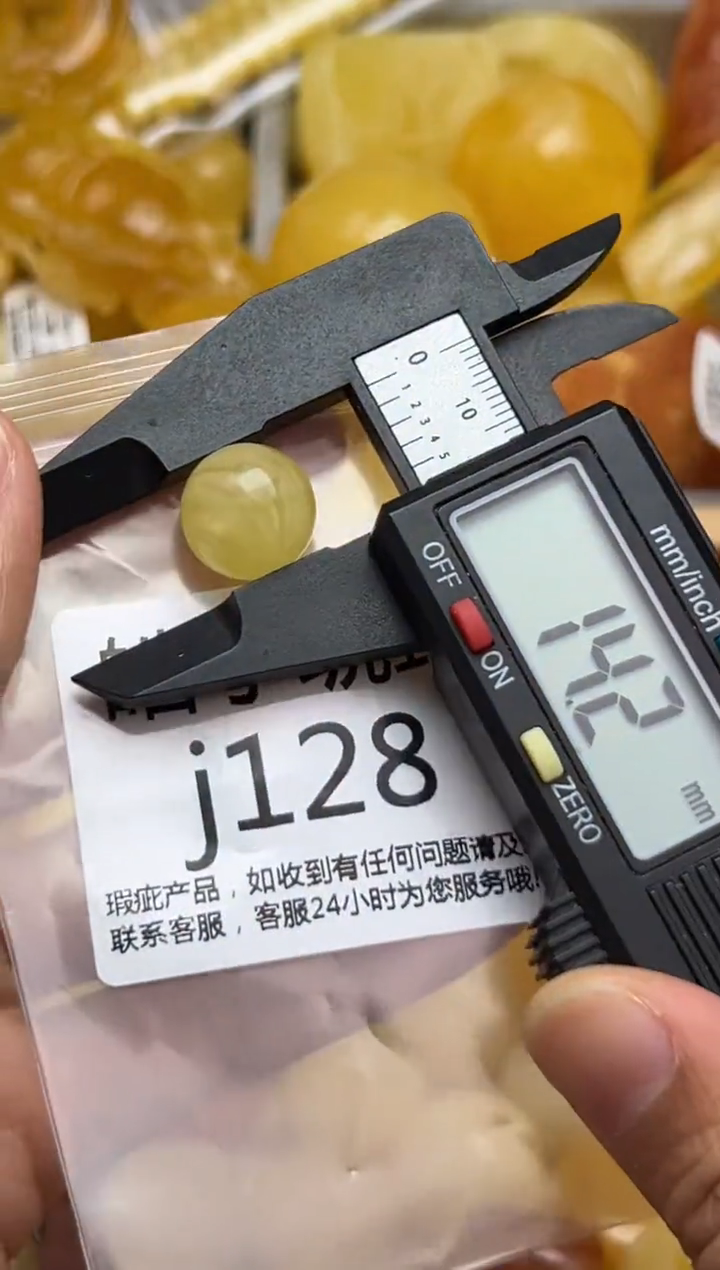 0
10
1
2
3
4
5
OFF
ON
ZERO
mm/inch
142
mm
j128
瑕疵产品，如收到有任何问题请及
联系客服，客服24小时为您服务哦!